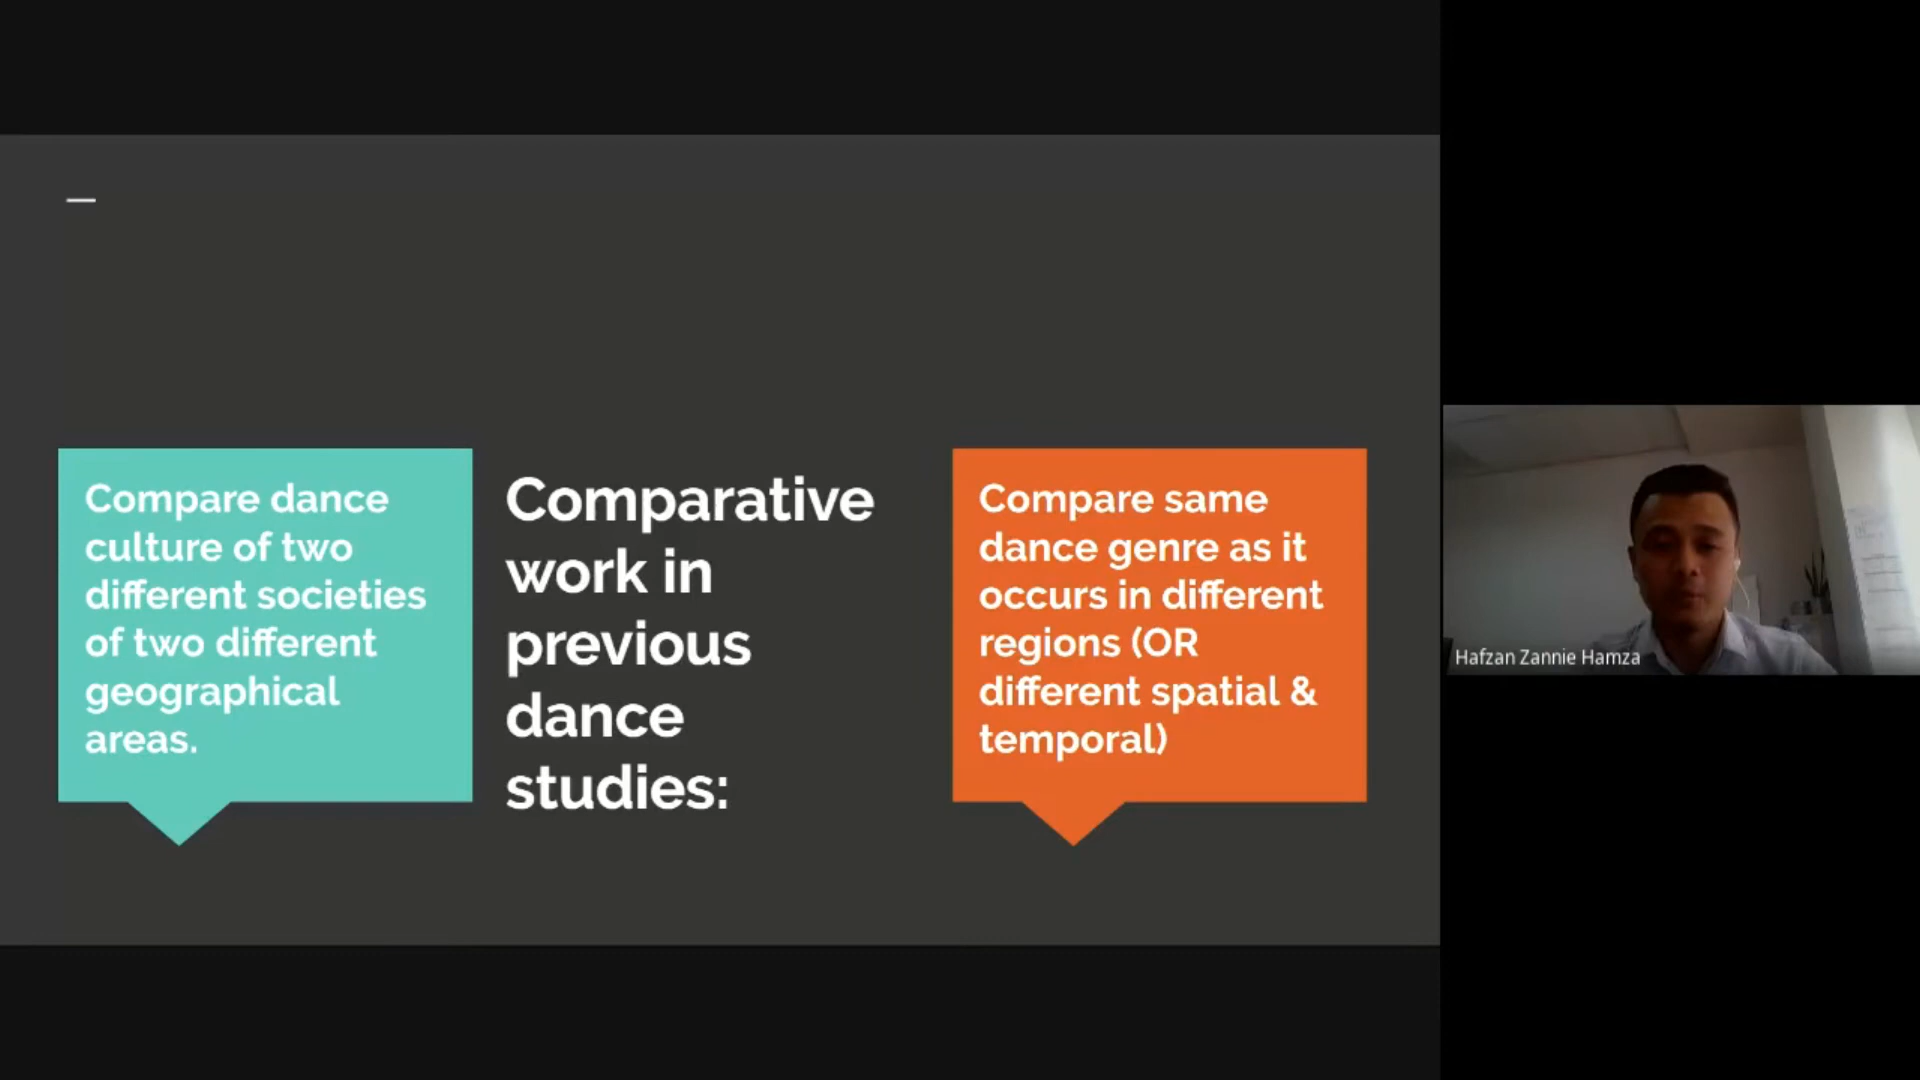 Compare dance
culture of two
different societies
of two different
geographical
areas.
Comparative
work in
previous
dance
studies:
Compare same
dance genre as it
occurs in different
regions (OR
different spatial &
temporal)
Hafzan Zannie Hamza